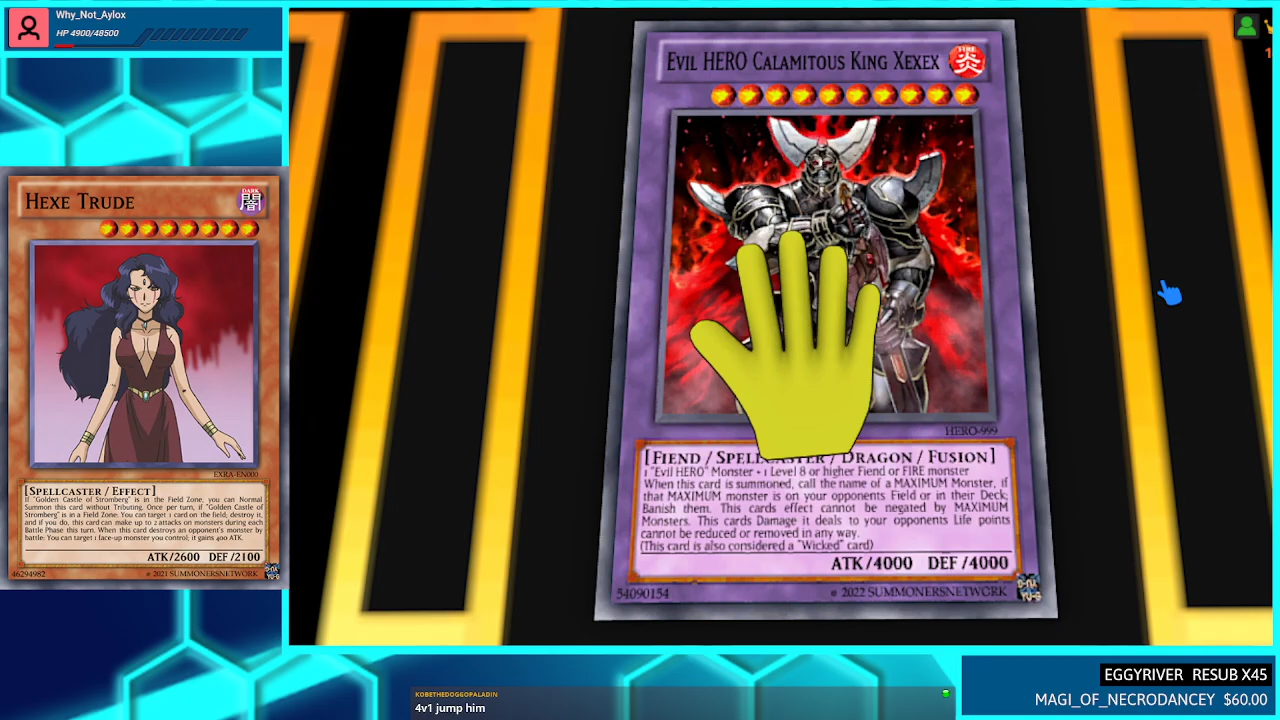 Why_Not_Aylox
HP 4900/48500
HEXE TRUDE
DARK
闇
EXRA-EN000
[SPELLCASTER / EFFECT]
If "Golden Castle of Stromberg" is in the Field Zone, you can Normal
Summon this card without Tributing. Once per turn, if "Golden Castle of
Stromberg" is in a Field Zone: You can target 1 card on the field; destroy it,
and if you do, this card can make up to 2 attacks on monsters during each
Battle Phase this turn. When this card destroys an opponent's monster by
battle: You can target 1 face-up monster you control; it gains 400 ATK.
ATK/2600 DEF/2100
46294982
© 2021 SUMMONERSNETWORK
EVIL HERO CALAMITOUS KING XEXEX
FIRE
炎
HERO-999
[FIEND / SPELLCASTER / DRAGON / FUSION]
1 "Evil HERO" Monster + 1 Level 8 or higher Fiend or FIRE monster
When this card is summoned, call the name of a MAXIMUM Monster, if
that MAXIMUM monster is on your opponents Field or in their Deck;
Banish them. This cards effect cannot be negated by MAXIMUM
Monsters. This cards Damage it deals to your opponents Life points
cannot be reduced or removed in any way.
(This card is also considered a "Wicked" card)
ATK/4000 DEF/4000
54090154
© 2022 SUMMONERSNETWORK
KOBETHEDOGGOPALADIN
4v1 jump him
EGGYRIVER RESUB X45
MAGI_OF_NECRODANCEY $60.00